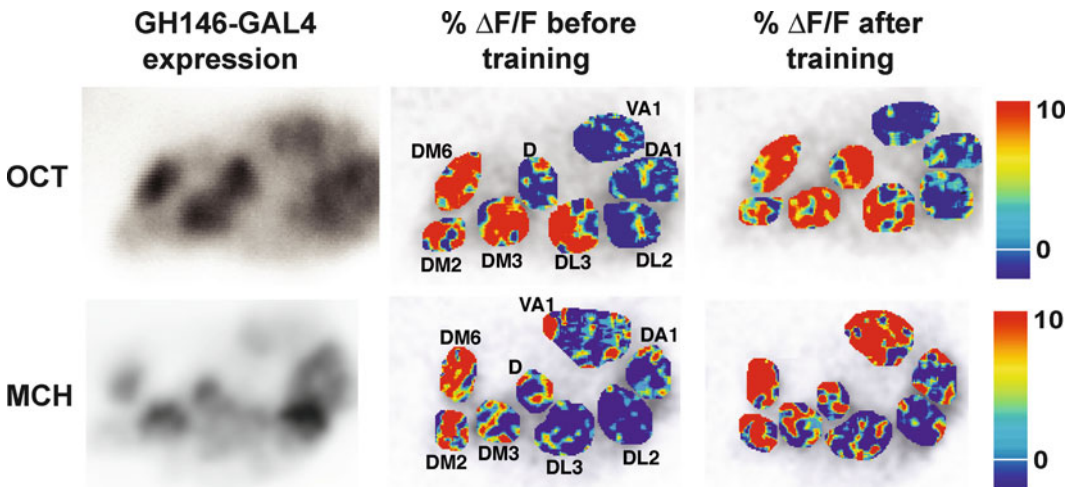 GH146-GAL4
expression
% ΔF/F before
training
% ΔF/F after
training
OCT
VA1
DM6
D
DA1
DM2
DM3
DL3
DL2
10
0
MCH
VA1
DM6
D
DA1
DM2
DM3
DL3
DL2
10
0